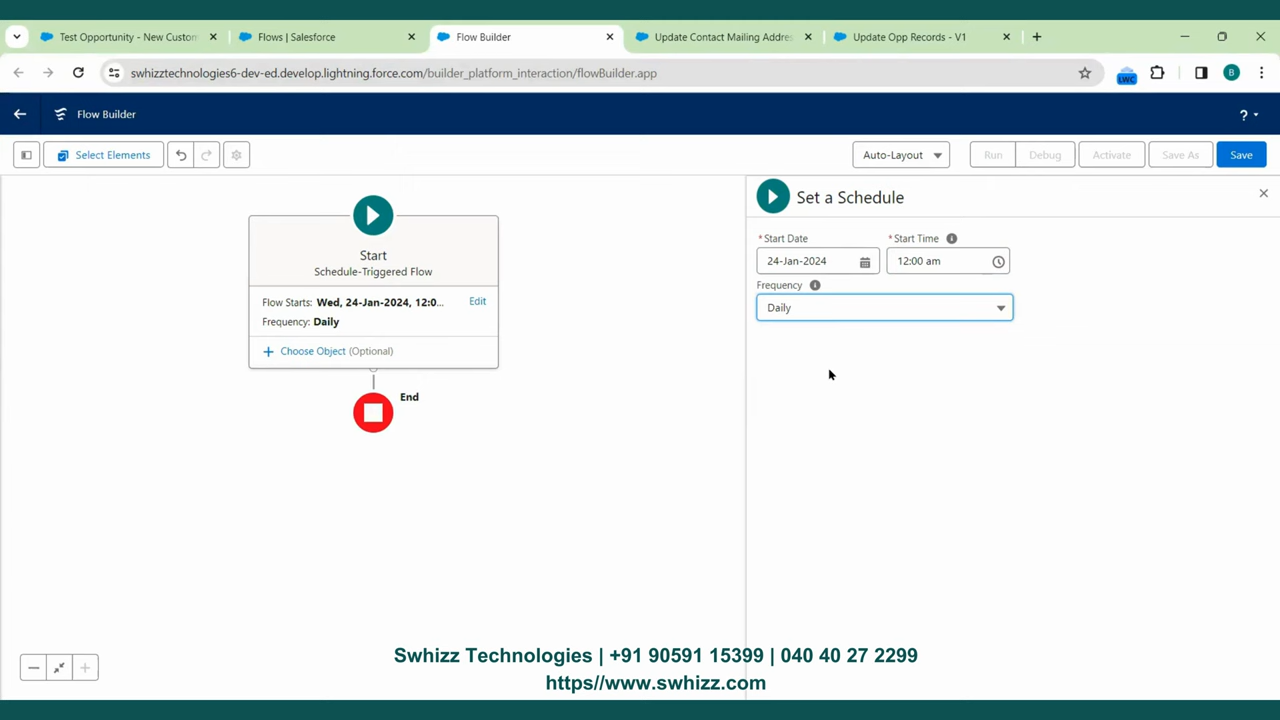 Test Opportunity - New Custom
Flows | Salesforce
Flow Builder
Update Contact Mailing Addres
Update Opp Records - V1
swhizztechnologies6-dev-ed.develop.lightning.force.com/builder_platform_interaction/flowBuilder.app
LWC
B
Flow Builder
?
Select Elements
Auto-Layout
Run
Debug
Activate
Save As
Save
Set a Schedule
*Start Date
*Start Time
24-Jan-2024
12:00 am
Frequency
Daily
Start
Schedule-Triggered Flow
Flow Starts: Wed, 24-Jan-2024, 12:0...
Edit
Frequency: Daily
+ Choose Object (Optional)
End
Swhizz Technologies | +91 90591 15399 | 040 40 27 2299
https//www.swhizz.com